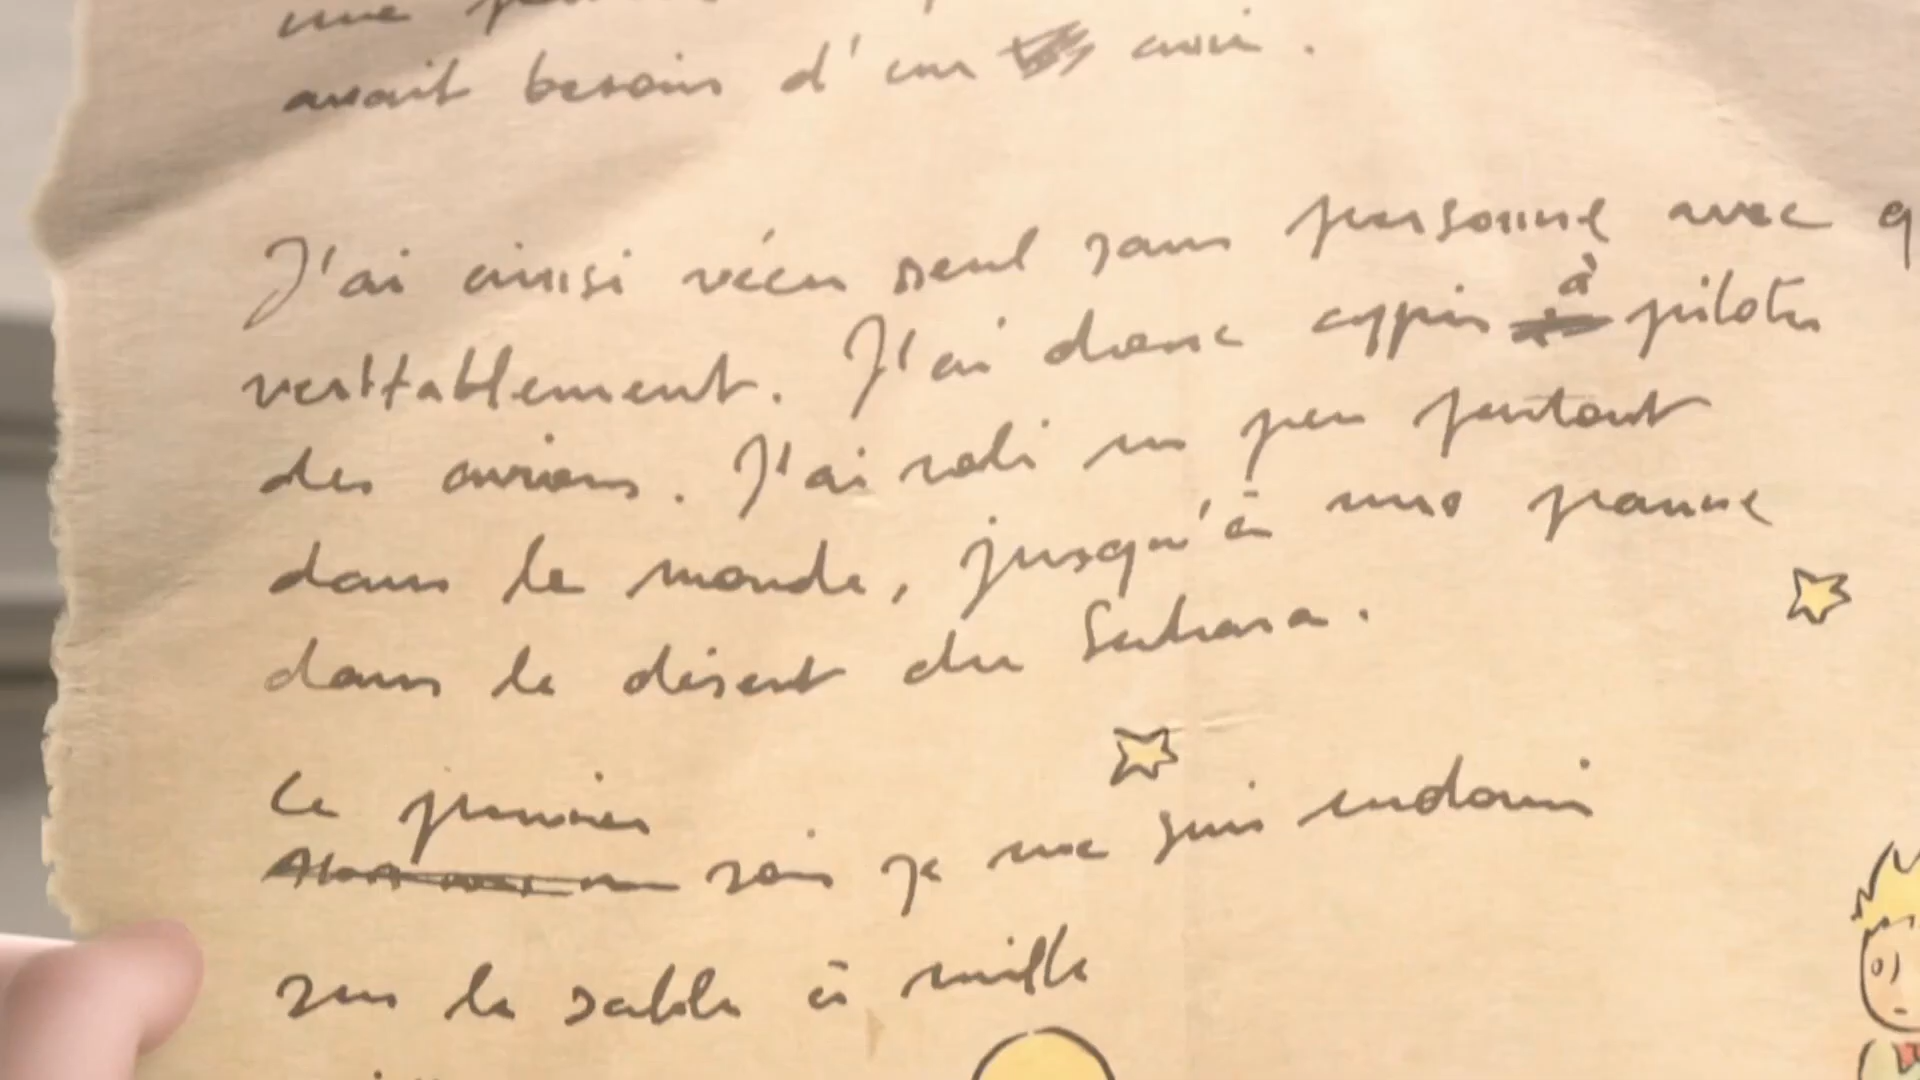 une
avait besoin d'un ami.
J'ai ainsi vécu seul sans personne avec q
veritablement. J'ai donc appris à piloter
des avions. J'ai volé un peu partout
dans le monde, jusqu'à une panne
dans le désert du Sahara.
Le premier
soir je me suis endormi
sur le sable à mille